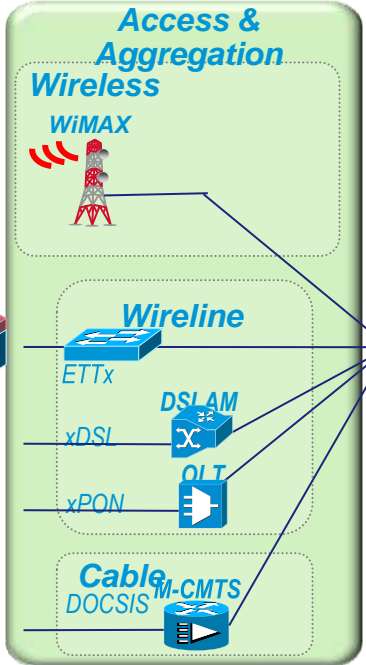 Access &
Aggregation
Wireless
WiMAX
Wireline
ETTx
DSLAM
xDSL
OLT
xPON
Cable
M-CMTS
DOCSIS